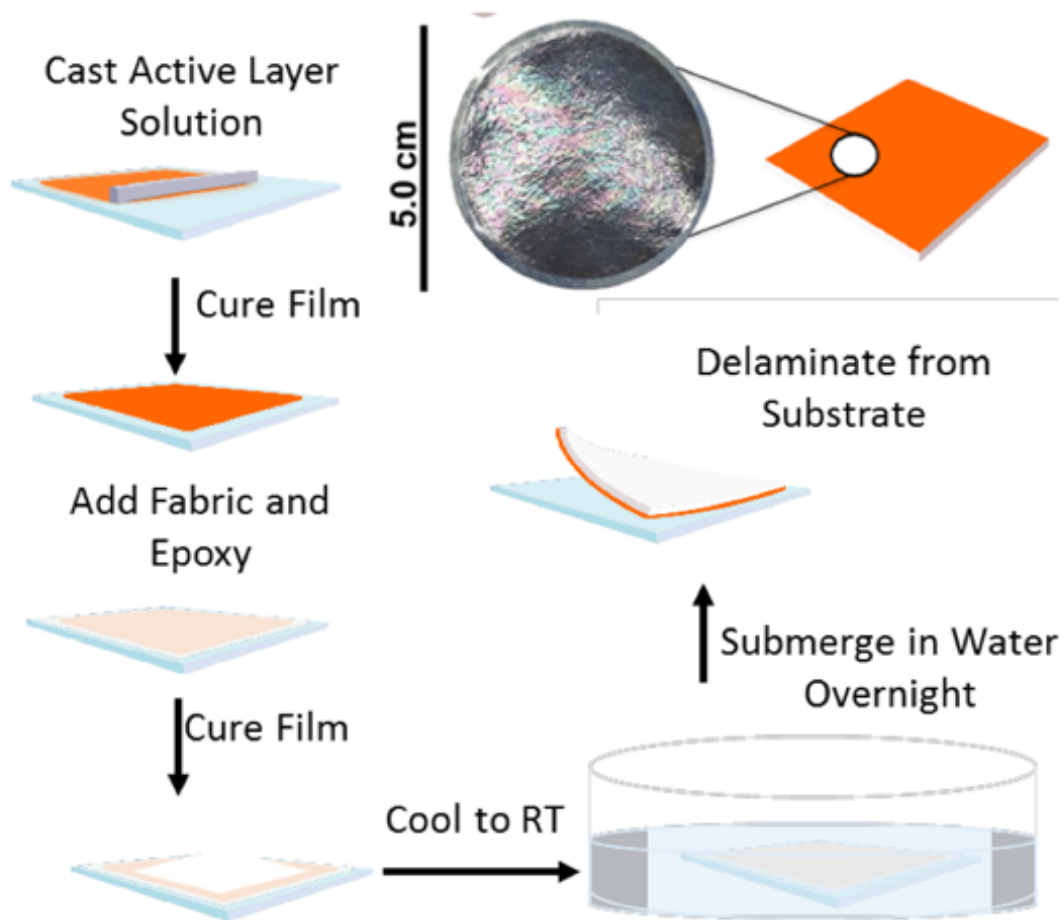 Cast Active Layer
Solution
5.0 cm
Cure Film
Add Fabric and
Epoxy
Cure Film
Cool to RT
Submerge in Water
Overnight
Delaminate from
Substrate